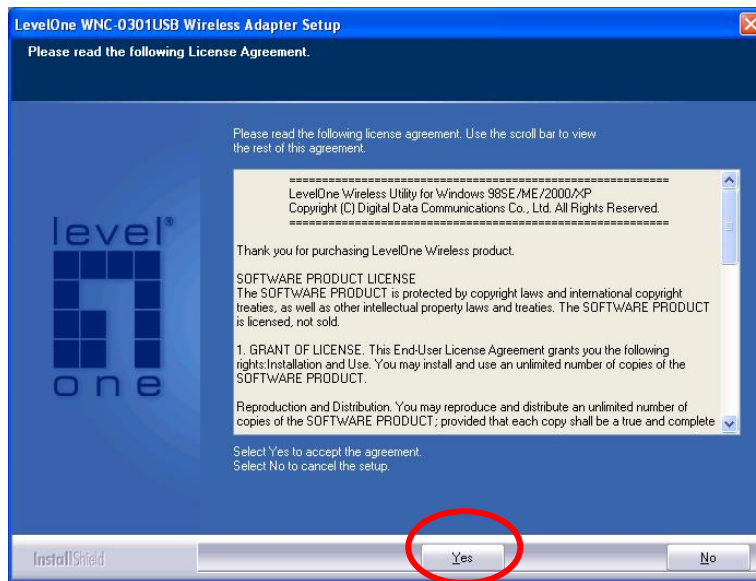 LevelOne WNC-0301USB Wireless Adapter Setup
Please read the following License Agreement.
Please read the following license agreement. Use the scroll bar to view
the rest of this agreement.
============================================================
LevelOne Wireless Utility for Windows 98SE/ME/2000/XP
Copyright (C) Digital Data Communications Co., Ltd. All Rights Reserved.
============================================================
Thank you for purchasing LevelOne Wireless product.
SOFTWARE PRODUCT LICENSE
The SOFTWARE PRODUCT is protected by copyright laws and international copyright
treaties, as well as other intellectual property laws and treaties. The SOFTWARE PRODUCT
is licensed, not sold.
1. GRANT OF LICENSE. This End-User License Agreement grants you the following
rights:Installation and Use. You may install and use an unlimited number of copies of the
SOFTWARE PRODUCT.
Reproduction and Distribution. You may reproduce and distribute an unlimited number of
copies of the SOFTWARE PRODUCT; provided that each copy shall be a true and complete
level®
one
Select Yes to accept the agreement.
Select No to cancel the setup.
InstallShield
Yes
No